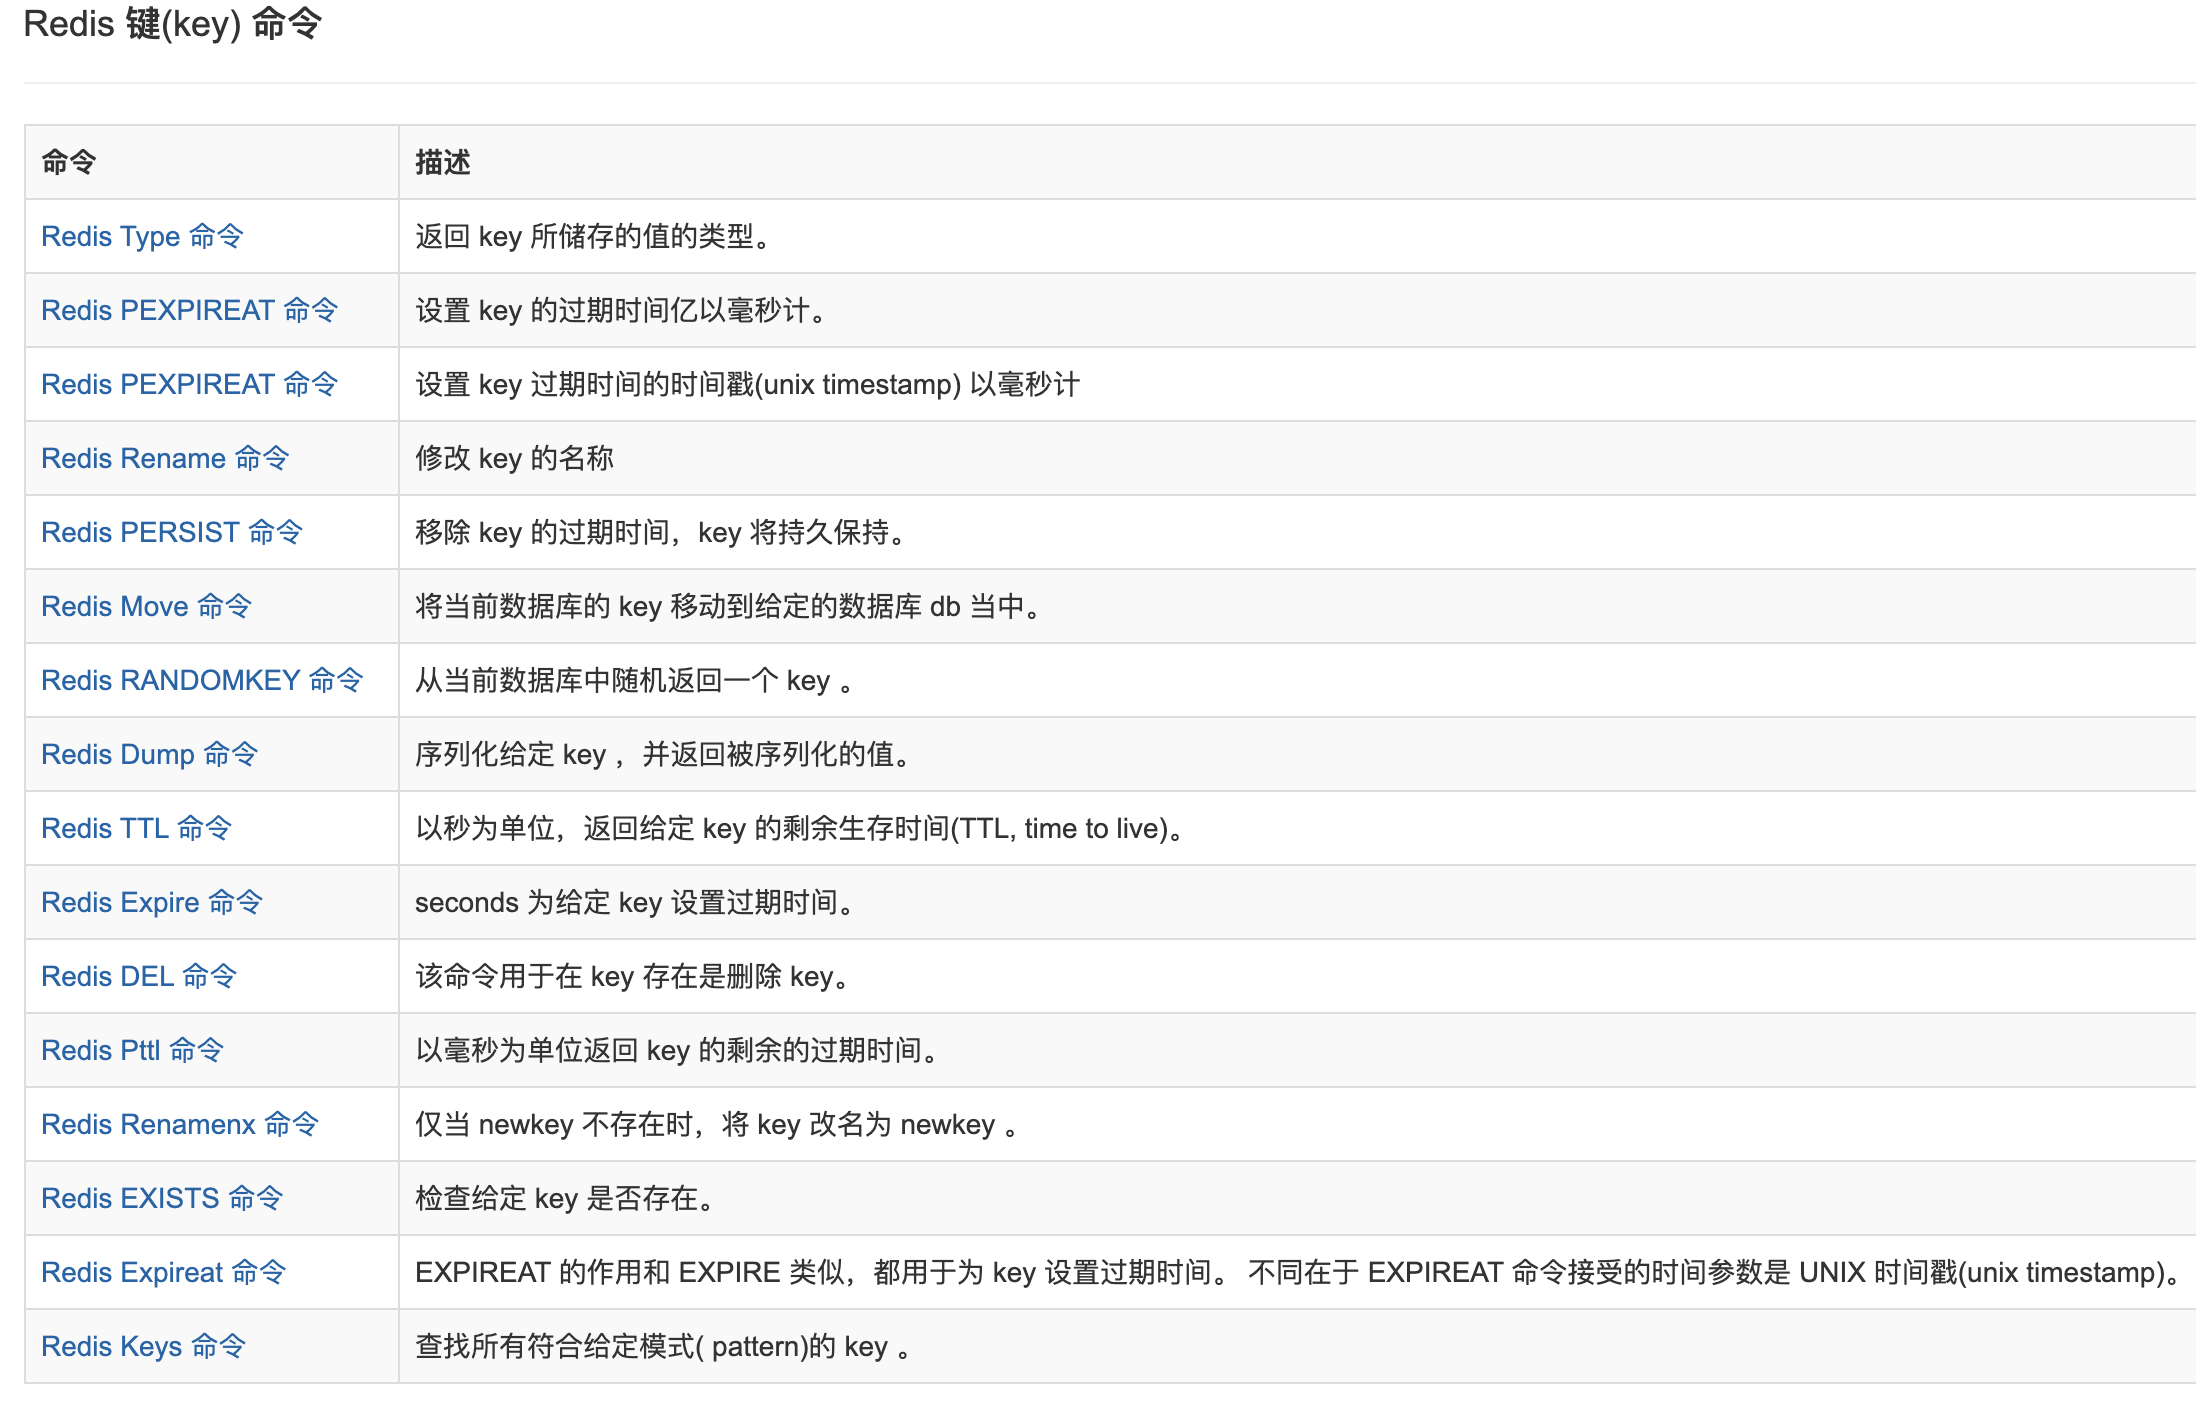 Redis 键(key) 命令
命令 描述
Redis Type 命令 返回 key 所储存的值的类型。
Redis PEXPIREAT 命令 设置 key 的过期时间亿以毫秒计。
Redis PEXPIREAT 命令 设置 key 过期时间的时间戳(unix timestamp) 以毫秒计
Redis Rename 命令 修改 key 的名称
Redis PERSIST 命令 移除 key 的过期时间，key 将持久保持。
Redis Move 命令 将当前数据库的 key 移动到给定的数据库 db 当中。
Redis RANDOMKEY 命令 从当前数据库中随机返回一个 key 。
Redis Dump 命令 序列化给定 key ，并返回被序列化的值。
Redis TTL 命令 以秒为单位，返回给定 key 的剩余生存时间(TTL, time to live)。
Redis Expire 命令 seconds 为给定 key 设置过期时间。
Redis DEL 命令 该命令用于在 key 存在是删除 key。
Redis Pttl 命令 以毫秒为单位返回 key 的剩余的过期时间。
Redis Renamenx 命令 仅当 newkey 不存在时，将 key 改名为 newkey 。
Redis EXISTS 命令 检查给定 key 是否存在。
Redis Expireat 命令 EXPIREAT 的作用和 EXPIRE 类似，都用于为 key 设置过期时间。 不同在于 EXPIREAT 命令接受的时间参数是 UNIX 时间戳(unix timestamp)。
Redis Keys 命令 查找所有符合给定模式( pattern)的 key 。